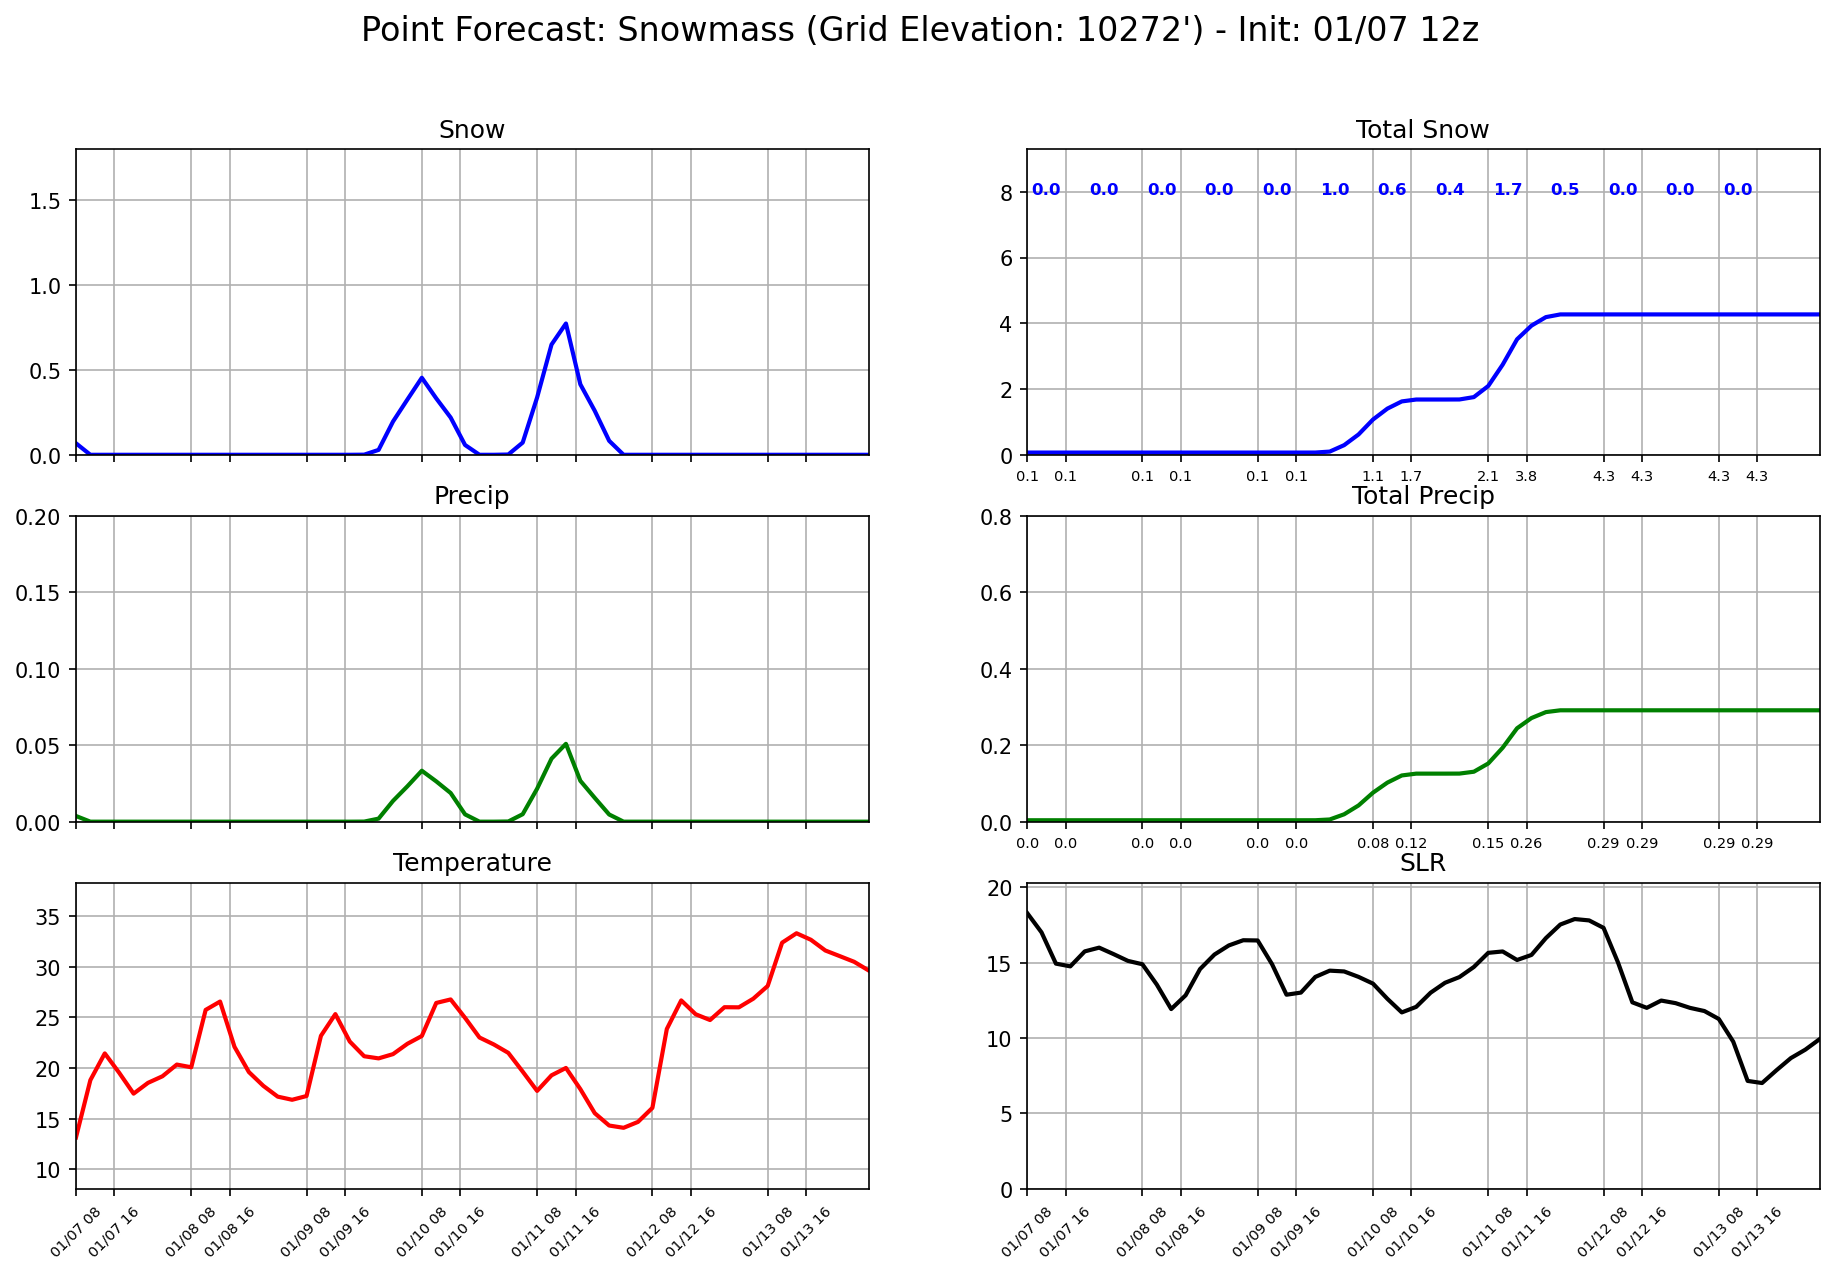 Point Forecast: Snowmass (Grid Elevation: 10272') - Init: 01/07 12z
Snow
1.5
1.0
0.5
0.0
Total Snow
0.0 0.0 0.0 0.0 0.0 1.0 0.6 0.4 1.7 0.5 0.0 0.0 0.0
8
6
4
2
0
0.1 0.1 0.1 0.1 0.1 0.1 1.1 1.7 2.1 3.8 4.3 4.3 4.3 4.3
Precip
0.20
0.15
0.10
0.05
0.00
Total Precip
0.8
0.6
0.4
0.2
0.0
0.0 0.0 0.0 0.0 0.0 0.0 0.08 0.12 0.15 0.26 0.29 0.29 0.29 0.29
Temperature
35
30
25
20
15
10
01/07 08 01/07 16 01/08 08 01/08 16 01/09 08 01/09 16 01/10 08 01/10 16 01/11 08 01/11 16 01/12 08 01/12 16 01/13 08 01/13 16
SLR
20
15
10
5
0
01/07 08 01/07 16 01/08 08 01/08 16 01/09 08 01/09 16 01/10 08 01/10 16 01/11 08 01/11 16 01/12 08 01/12 16 01/13 08 01/13 16